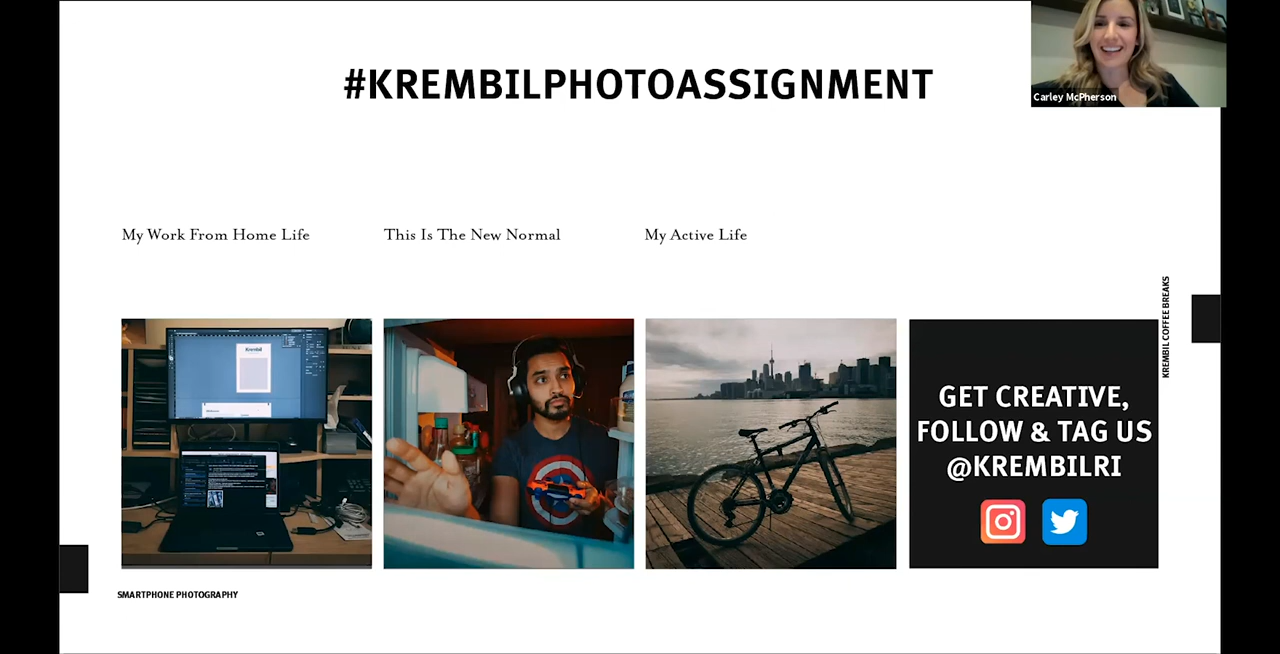 #KREMBILPHOTOASSIGNMENT
Carley McPherson
My Work From Home Life
This Is The New Normal
My Active Life
KREMBIL COFFEE BREAKS
Krembil
GET CREATIVE,
FOLLOW & TAG US
@KREMBILRI
SMARTPHONE PHOTOGRAPHY